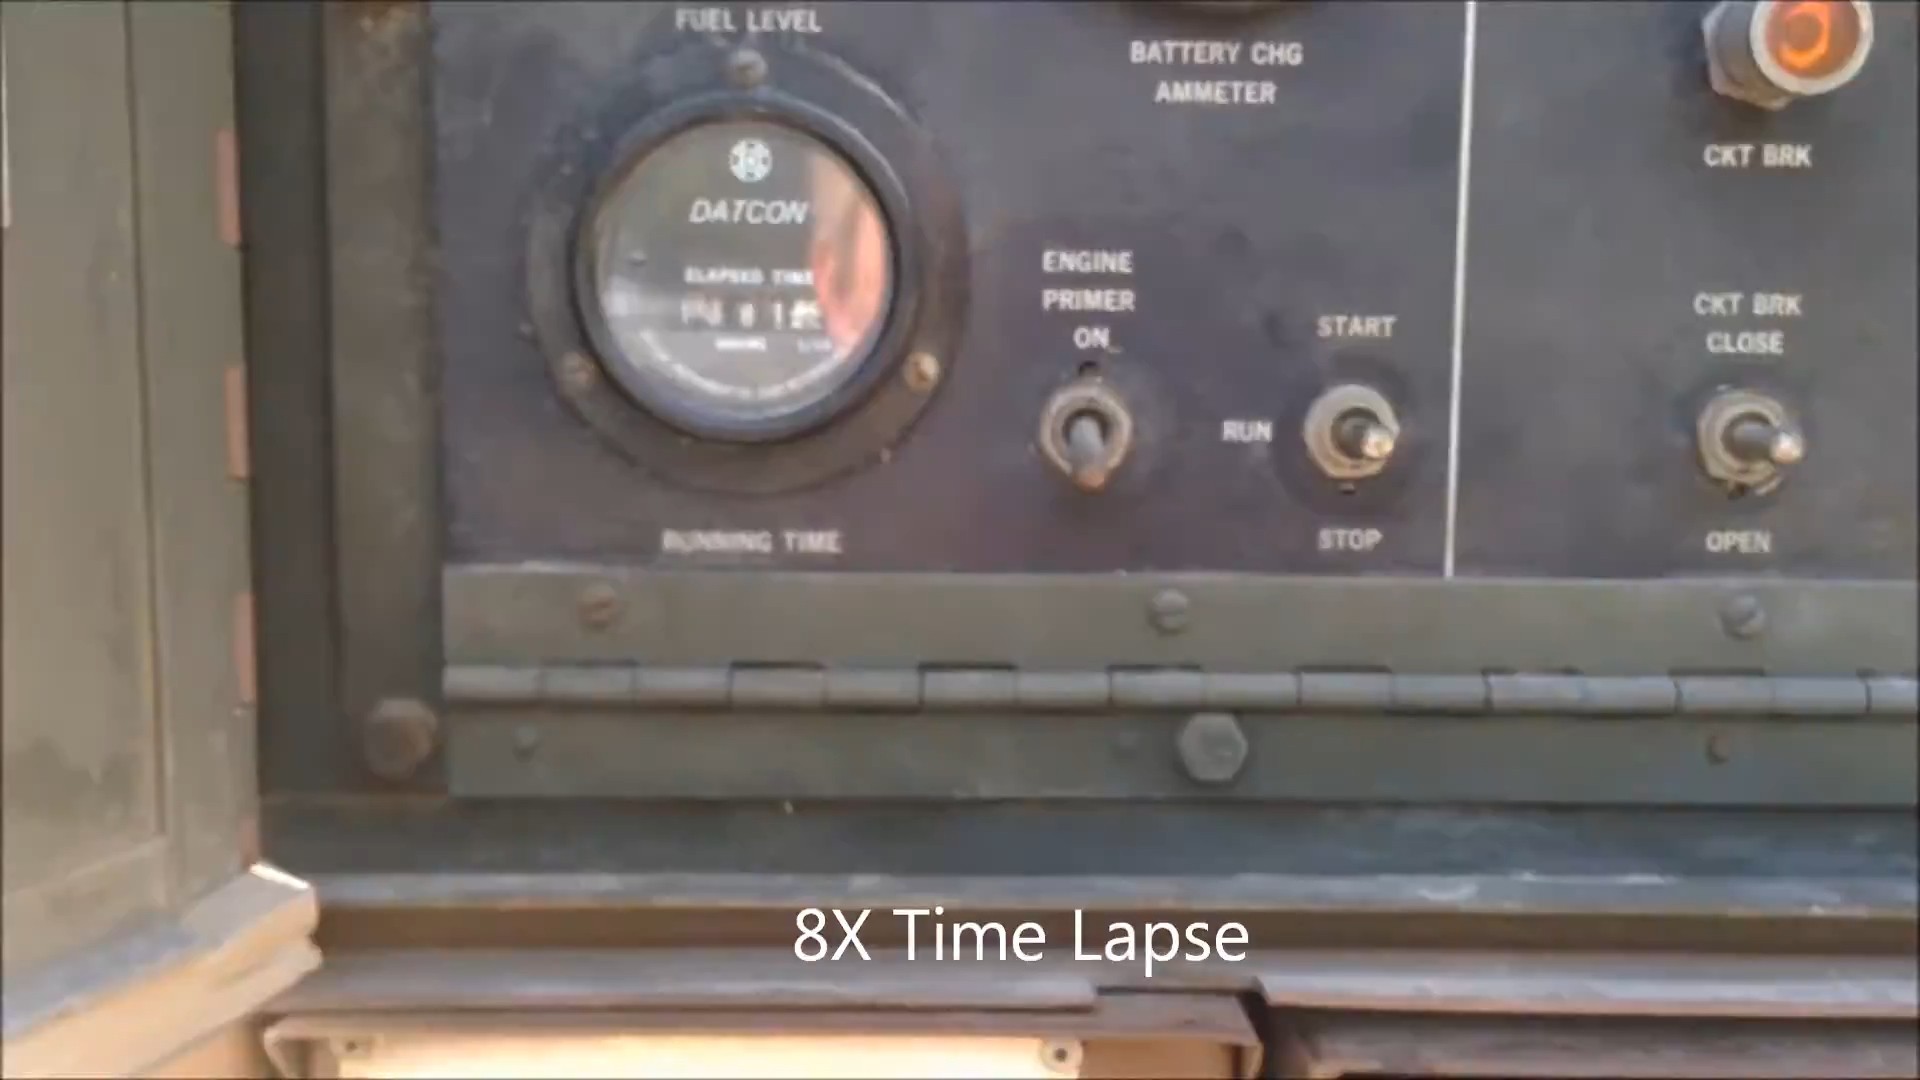 FUEL LEVEL
BATTERY CHG
AMMETER
CKT BRK
DATCON
ELAPSED TIME
ENGINE
PRIMER
ON
START
RUN
STOP
CKT BRK
CLOSE
OPEN
RUNNING TIME
8X Time Lapse